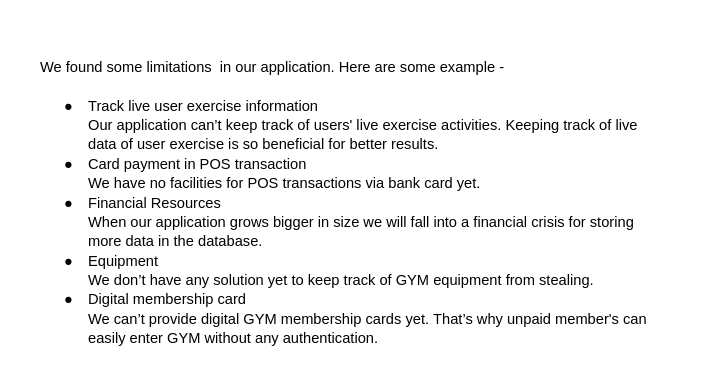 We found some limitations  in our application. Here are some example -
● Track live user exercise information
Our application can’t keep track of users' live exercise activities. Keeping track of live
data of user exercise is so beneficial for better results.
● Card payment in POS transaction
We have no facilities for POS transactions via bank card yet.
● Financial Resources
When our application grows bigger in size we will fall into a financial crisis for storing
more data in the database.
● Equipment
We don’t have any solution yet to keep track of GYM equipment from stealing.
● Digital membership card
We can’t provide digital GYM membership cards yet. That’s why unpaid member's can
easily enter GYM without any authentication.